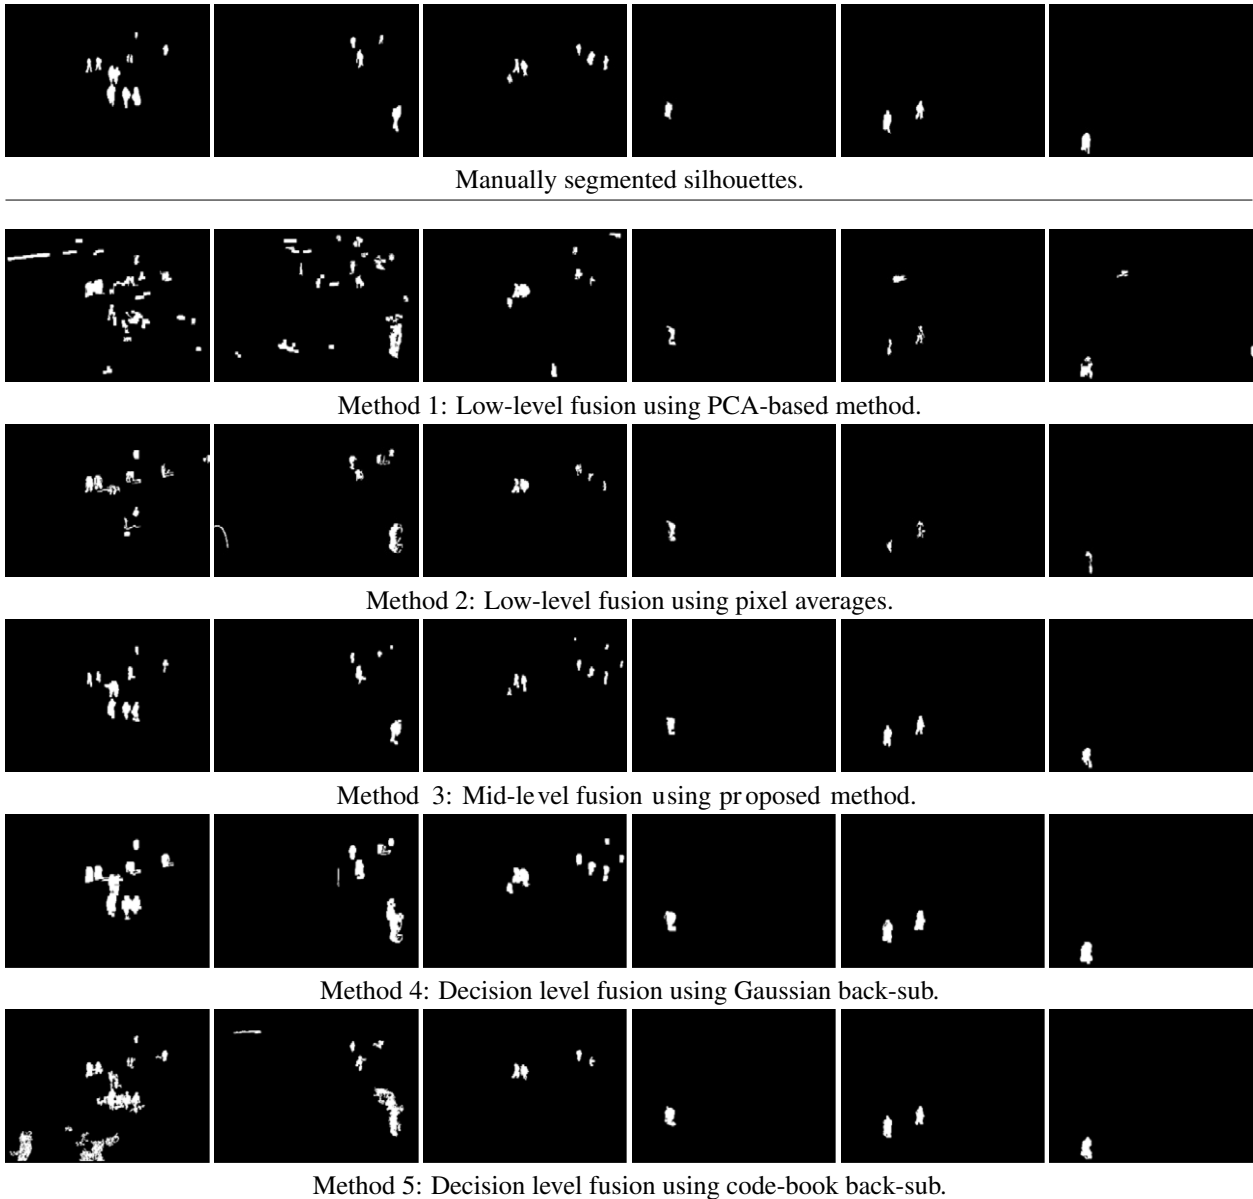 Manually segmented silhouettes.
Method 1: Low-level fusion using PCA-based method.
Method 2: Low-level fusion using pixel averages.
Method 3: Mid-level fusion using proposed method.
Method 4: Decision level fusion using Gaussian back-sub.
Method 5: Decision level fusion using code-book back-sub.